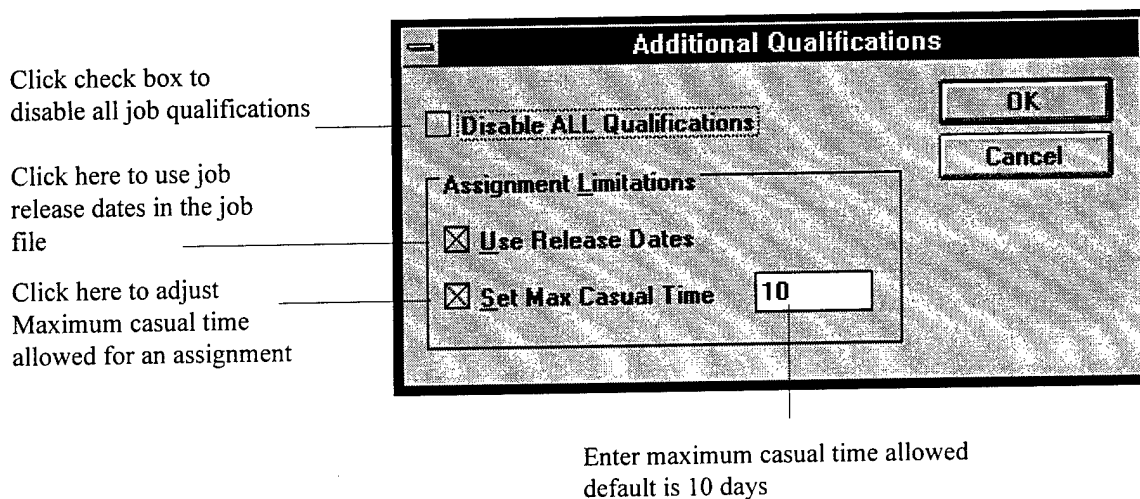 Additional Qualifications
Click check box to
disable all job qualifications
Disable ALL Qualifications
OK
Cancel
Click here to use job
release dates in the job
file
Assignment Limitations
Use Release Dates
Click here to adjust
Maximum casual time
allowed for an assignment
Set Max Casual Time
10
Enter maximum casual time allowed
default is 10 days